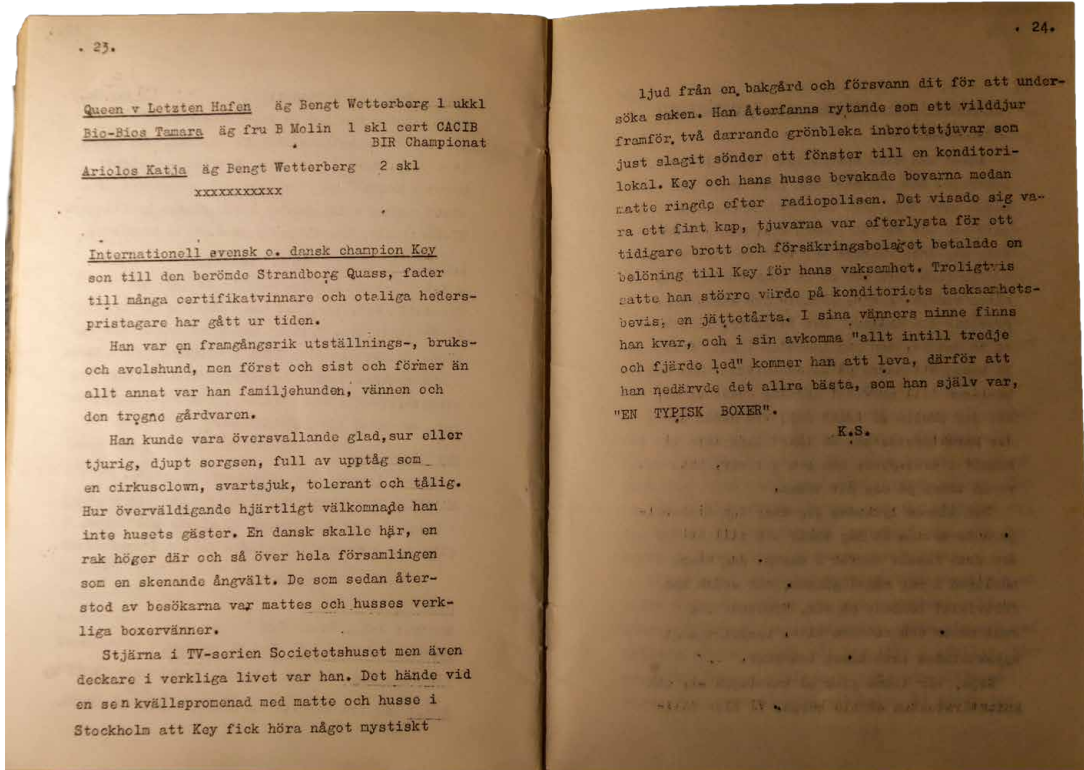 . 23.
Queen v Letzten Hafen äg Bengt Wetterberg 1 ukkl
Bio-Bios Tamara äg fru B Molin 1 skl cert CACIB
BIR Championat
Ariolos Katja äg Bengt Wetterberg 2 skl
xxxxxxxxxxx
Internationell svensk o. dansk champion Key
son till den berömde Strandborg Quass, fader
till många certifikatvinnare och otaliga heders-
pristagare har gått ur tiden.
Han var en framgångsrik utställnings-, bruks-
och avelshund, men först och sist och förmer än
allt annat var han familjehunden, vännen och
den trogne gårdvaren.
Han kunde vara översvallande glad,sur eller
tjurig, djupt sorgsen, full av upptåg som
en cirkusclown, svartsjuk, tolerant och tålig.
Hur överväldigande hjärtligt välkomnade han
inte husets gäster. En dansk skalle här, en
rak höger där och så över hela församlingen
som en skenande ångvält. De som sedan åter-
stod av besökarna var mattes och husses verk-
liga boxervänner.
Stjärna i TV-serien Societetshuset men även
deckare i verkliga livet var han. Det hände vid
en sen kvällspromenad med matte och husse i
Stockholm att Key fick höra något mystiskt
. 24.
ljud från en bakgård och försvann dit för att under-
söka saken. Han återfanns rytande som ett vilddjur
framför två darrande grönbleka inbrottstjuvar som
just slagit sönder ett fönster till en konditori-
lokal. Key och hans husse bevakade bovarna medan
matte ringde efter radiopolisen. Det visade sig va-
ra ett fint kap, tjuvarna var efterlysta för ett
tidigare brott och försäkringsbolaget betalade en
belöning till Key för hans vaksamhet. Troligtvis
satte han större värde på konditoriets tacksamhets-
bevis, en jättetårta. I sina vänners minne finns
han kvar, och i sin avkomma "allt intill tredje
och fjärde led" kommer han att leva, därför att
han nedärvde det allra bästa, som han själv var,
"EN TYPISK BOXER".
K.S.